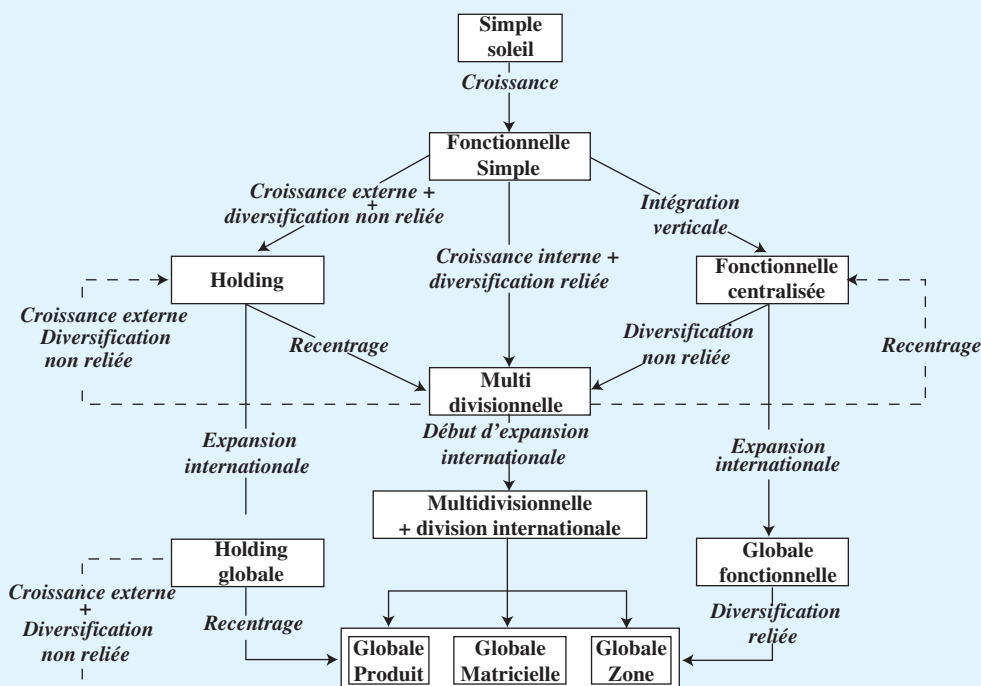 Simple
soleil
Croissance
Fonctionnelle
Simple
Croissance externe +
+
diversification non reliée
Intégration
verticale
Croissance interne +
diversification reliée
Holding
Fonctionnelle
centralisée
Croissance externe
Diversification
non reliée
Recentrage
Diversification
non reliée
Recentrage
Multi
divisionnelle
Début d’expansion
internationale
Expansion
internationale
Expansion
internationale
Multidivisionnelle
+ division internationale
Holding
globale
Globale
fonctionnelle
Croissance externe
+
Diversification
non reliée
Recentrage
Diversification
reliée
Globale
Produit
Globale
Matricielle
Globale
Zone